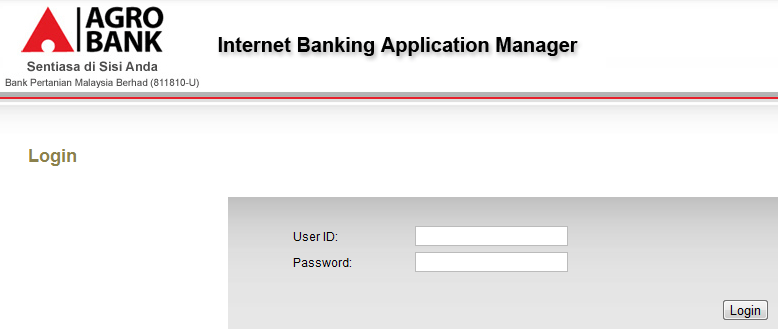 AGRO
BANK
Sentiasa di Sisi Anda
Bank Pertanian Malaysia Berhad (811810-U)
Internet Banking Application Manager
Login
User ID:
Password:
Login